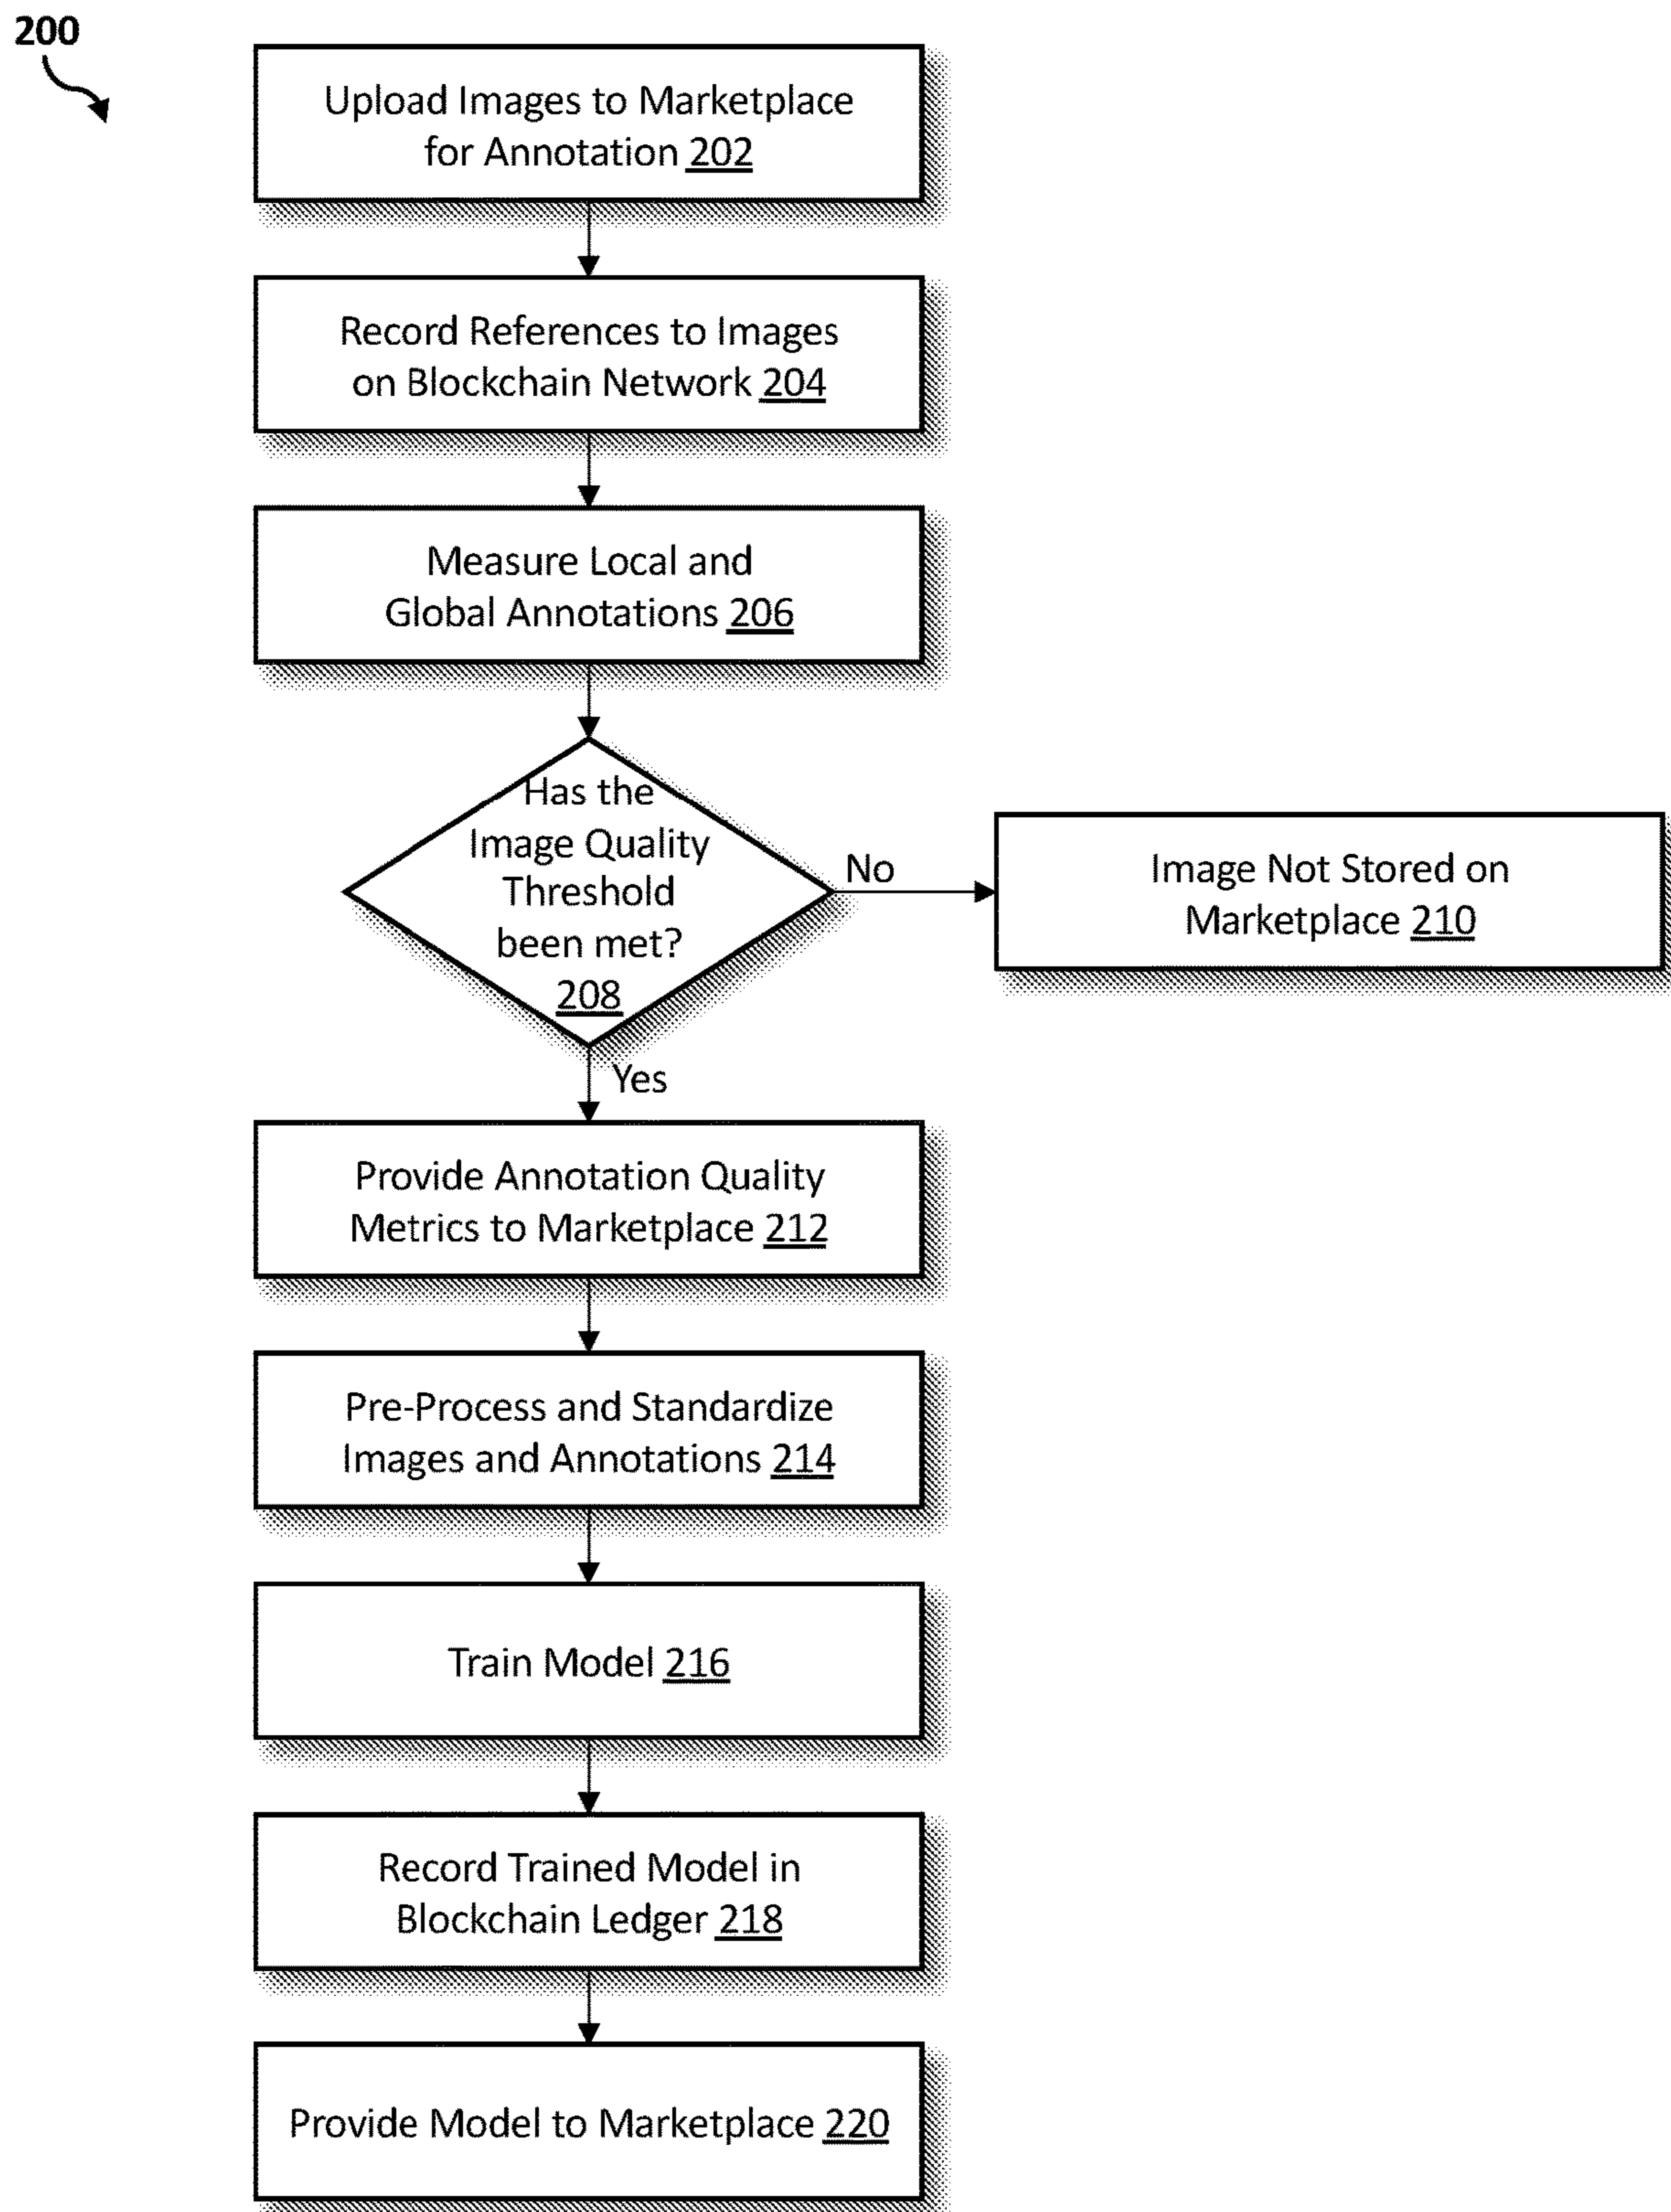 200
Upload Images to Marketplace
for Annotation 202
Record References to Images
on Blockchain Network 204
Measure Local and
Global Annotations 206
Has the
Image Quality
Threshold
been met?
208
No
Image Not Stored on
Marketplace 210
Yes
Provide Annotation Quality
Metrics to Marketplace 212
Pre-Process and Standardize
Images and Annotations 214
Train Model 216
Record Trained Model in
Blockchain Ledger 218
Provide Model to Marketplace 220